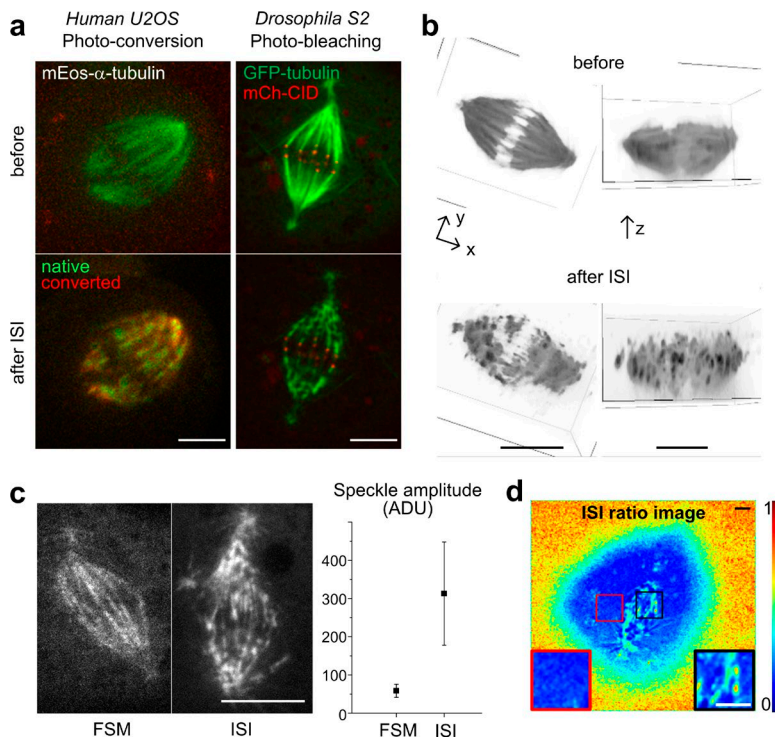 a
Human U2OS
Photo-conversion
Drosophila S2
Photo-bleaching
mEos-α-tubulin
GFP-tubulin
mCh-CID
before
native
converted
after ISI
b
before
y
x
z
after ISI
c
FSM
ISI
Speckle amplitude
(ADU)
400
300
200
100
0
FSM
ISI
d
ISI ratio image
1
0